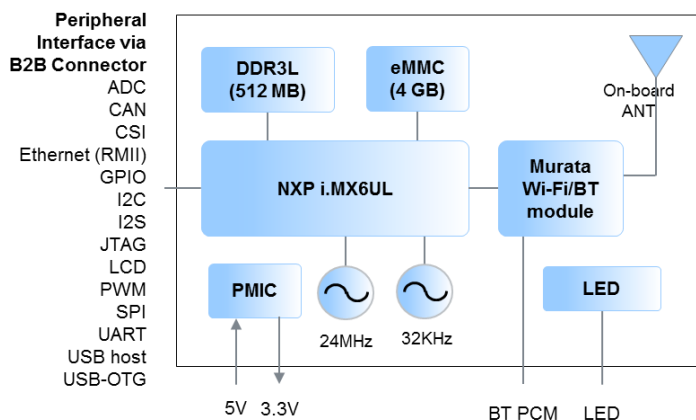 Peripheral
Interface via
B2B Connector
ADC
CAN
CSI
Ethernet (RMII)
GPIO
I2C
I2S
JTAG
LCD
PWM
SPI
UART
USB host
USB-OTG
DDR3L
(512 MB)
eMMC
(4 GB)
On-board
ANT
NXP i.MX6UL
Murata
Wi-Fi/BT
module
PMIC
24MHz
32KHz
LED
5V
3.3V
BT PCM
LED